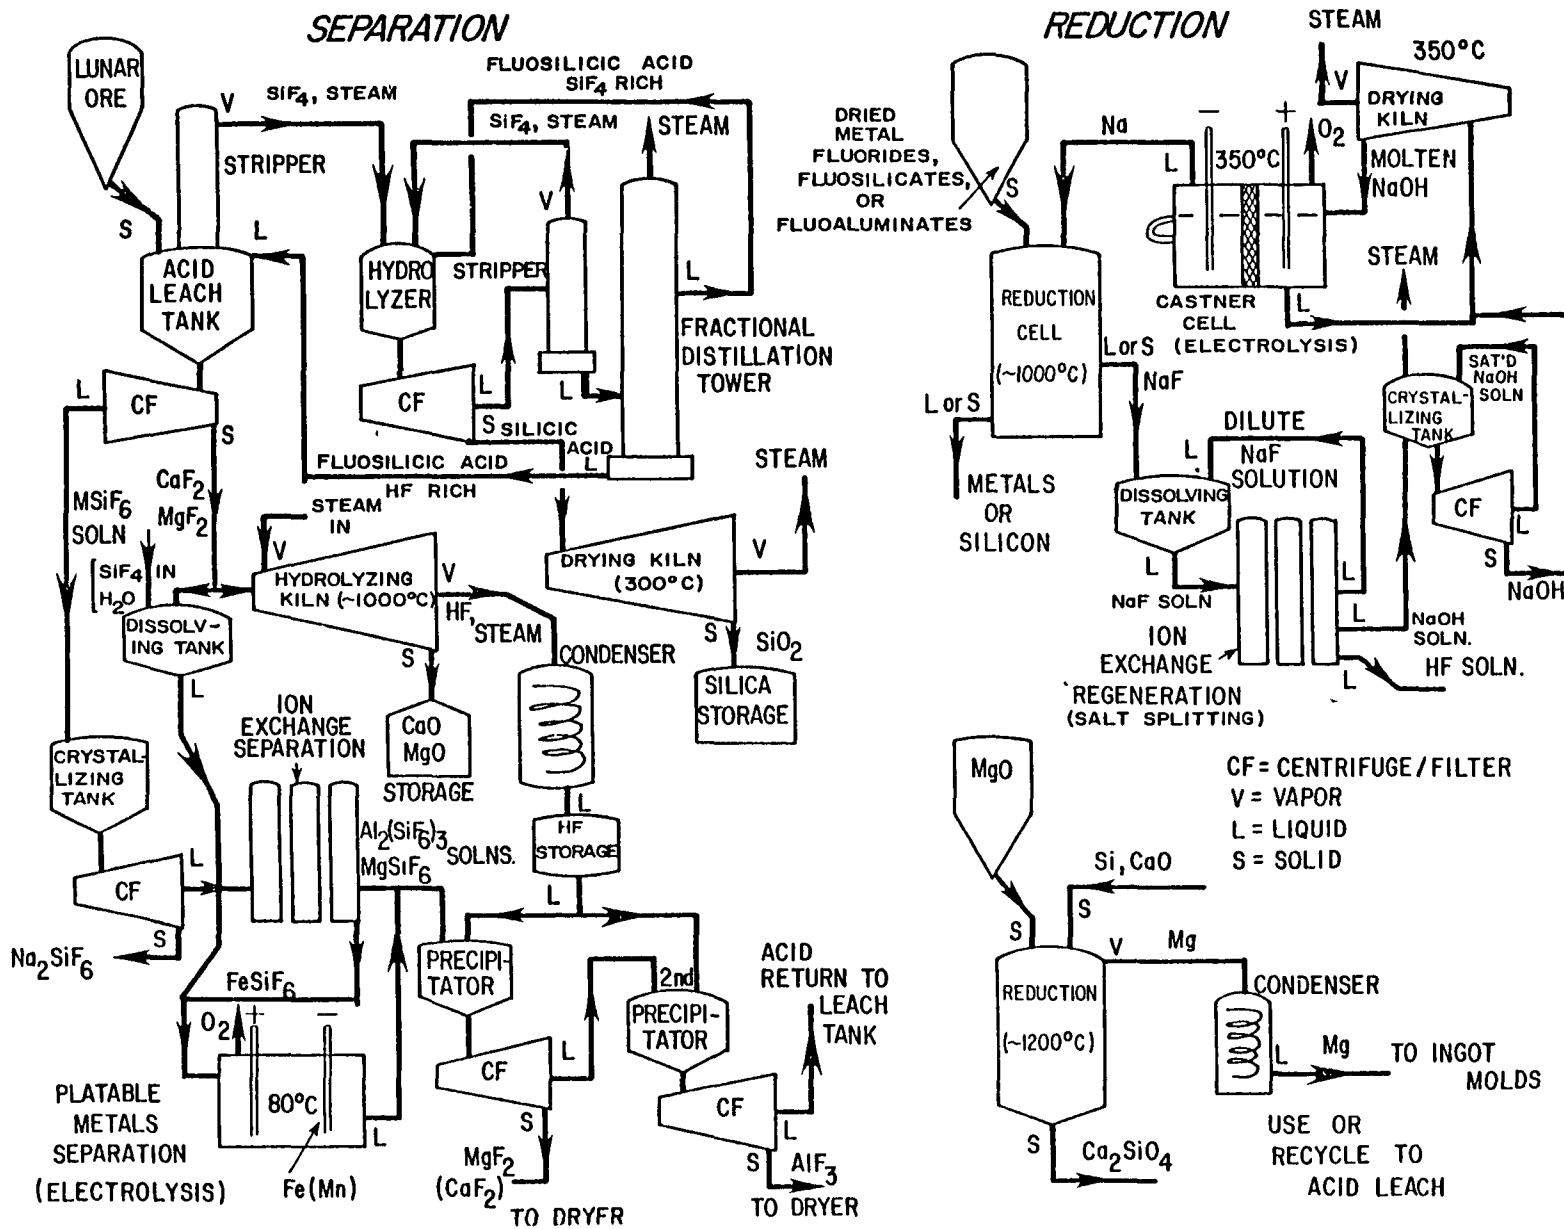 SEPARATION
LUNAR
ORE
S
V
SiF4, STEAM
STRIPPER
L
ACID
LEACH
TANK
FLUOSILICIC ACID
SiF4 RICH
SiF4, STEAM
STEAM
V
HYDRO
LYZER
STRIPPER
L
FRACTIONAL
DISTILLATION
TOWER
L
CF
S
CF
L
S
SILICIC
ACID
L
L
FLUOSILICIC ACID
HF RICH
MSiF6
SOLN
CaF2
MgF2
STEAM
IN
V
SiF4 IN
H2O
DISSOLV-
ING TANK
L
HYDROLYZING
KILN (~1000°C)
V
HF,
STEAM
S
DRYING KILN
(300°C)
V
STEAM
S
SiO2
SILICA
STORAGE
CONDENSER
CaO
MgO
STORAGE
ION
EXCHANGE
SEPARATION
CRYSTAL-
LIZING
TANK
L
HF
STORAGE
L
CF
L
S
Na2SiF6
Al2(SiF6)3
MgSiF6
SOLNS.
FeSiF6
O2
+
−
80°C
L
PLATABLE
METALS
SEPARATION
(ELECTROLYSIS)
Fe(Mn)
PRECIPI-
TATOR
2nd
PRECIPI-
TATOR
CF
L
S
MgF2
(CaF2)
TO DRYFR
CF
L
S
AlF3
TO DRYER
ACID
RETURN TO
LEACH
TANK
REDUCTION
STEAM
350°C
V
DRYING
KILN
DRIED
METAL
FLUORIDES,
FLUOSILICATES,
OR
FLUOALUMINATES
S
Na
L
−
+
350°C
O2
MOLTEN
NaOH
CASTNER
CELL
(ELECTROLYSIS)
L
STEAM
REDUCTION
CELL
(~1000°C)
L or S
NaF
L or S
METALS
OR
SILICON
SAT'D
NaOH
SOLN
CRYSTAL-
LIZING
TANK
CF
L
S
NaOH
DILUTE
NaF
SOLUTION
L
DISSOLVING
TANK
L
NaF SOLN
L
L
NaOH
SOLN.
L
HF SOLN.
ION
EXCHANGE
REGENERATION
(SALT SPLITTING)
MgO
S
Si, CaO
S
CF = CENTRIFUGE/FILTER
V = VAPOR
L = LIQUID
S = SOLID
V
Mg
REDUCTION
(~1200°C)
CONDENSER
L
Mg
TO INGOT
MOLDS
S
Ca2SiO4
USE OR
RECYCLE TO
ACID LEACH